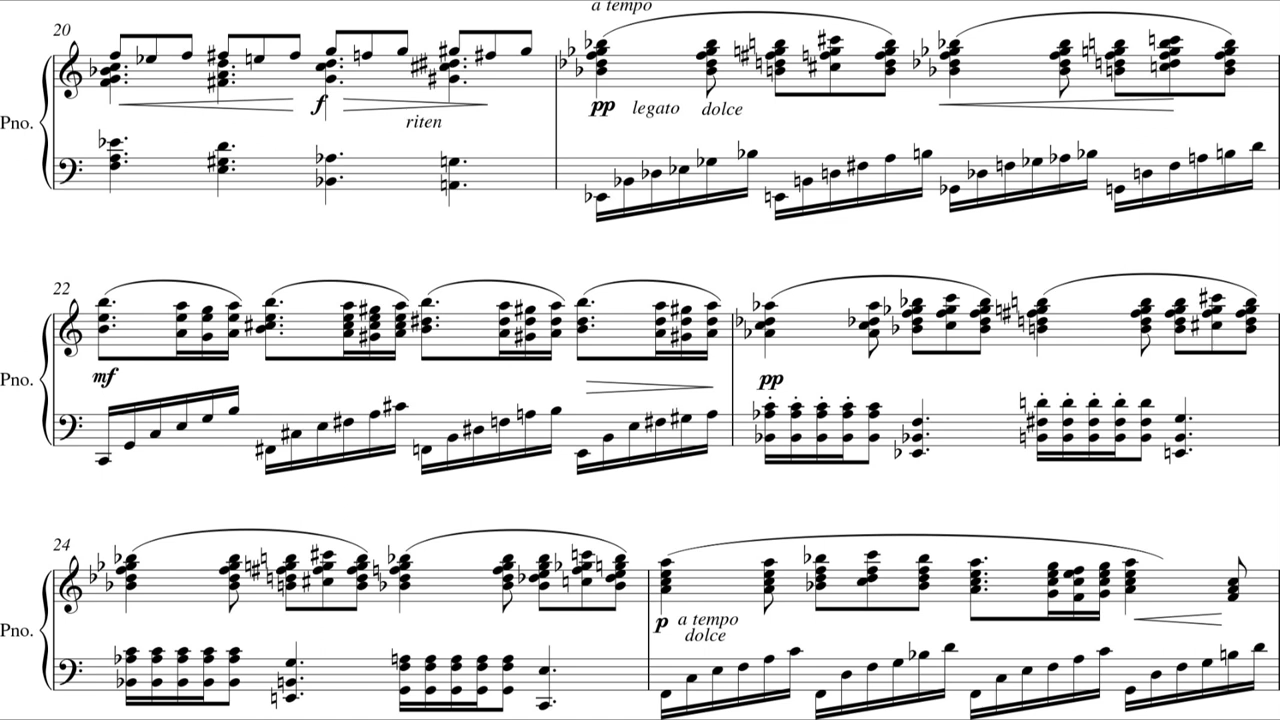 a tempo
20
Pno.
f
riten
pp legato dolce
22
Pno.
mf
pp
24
Pno.
p a tempo
dolce